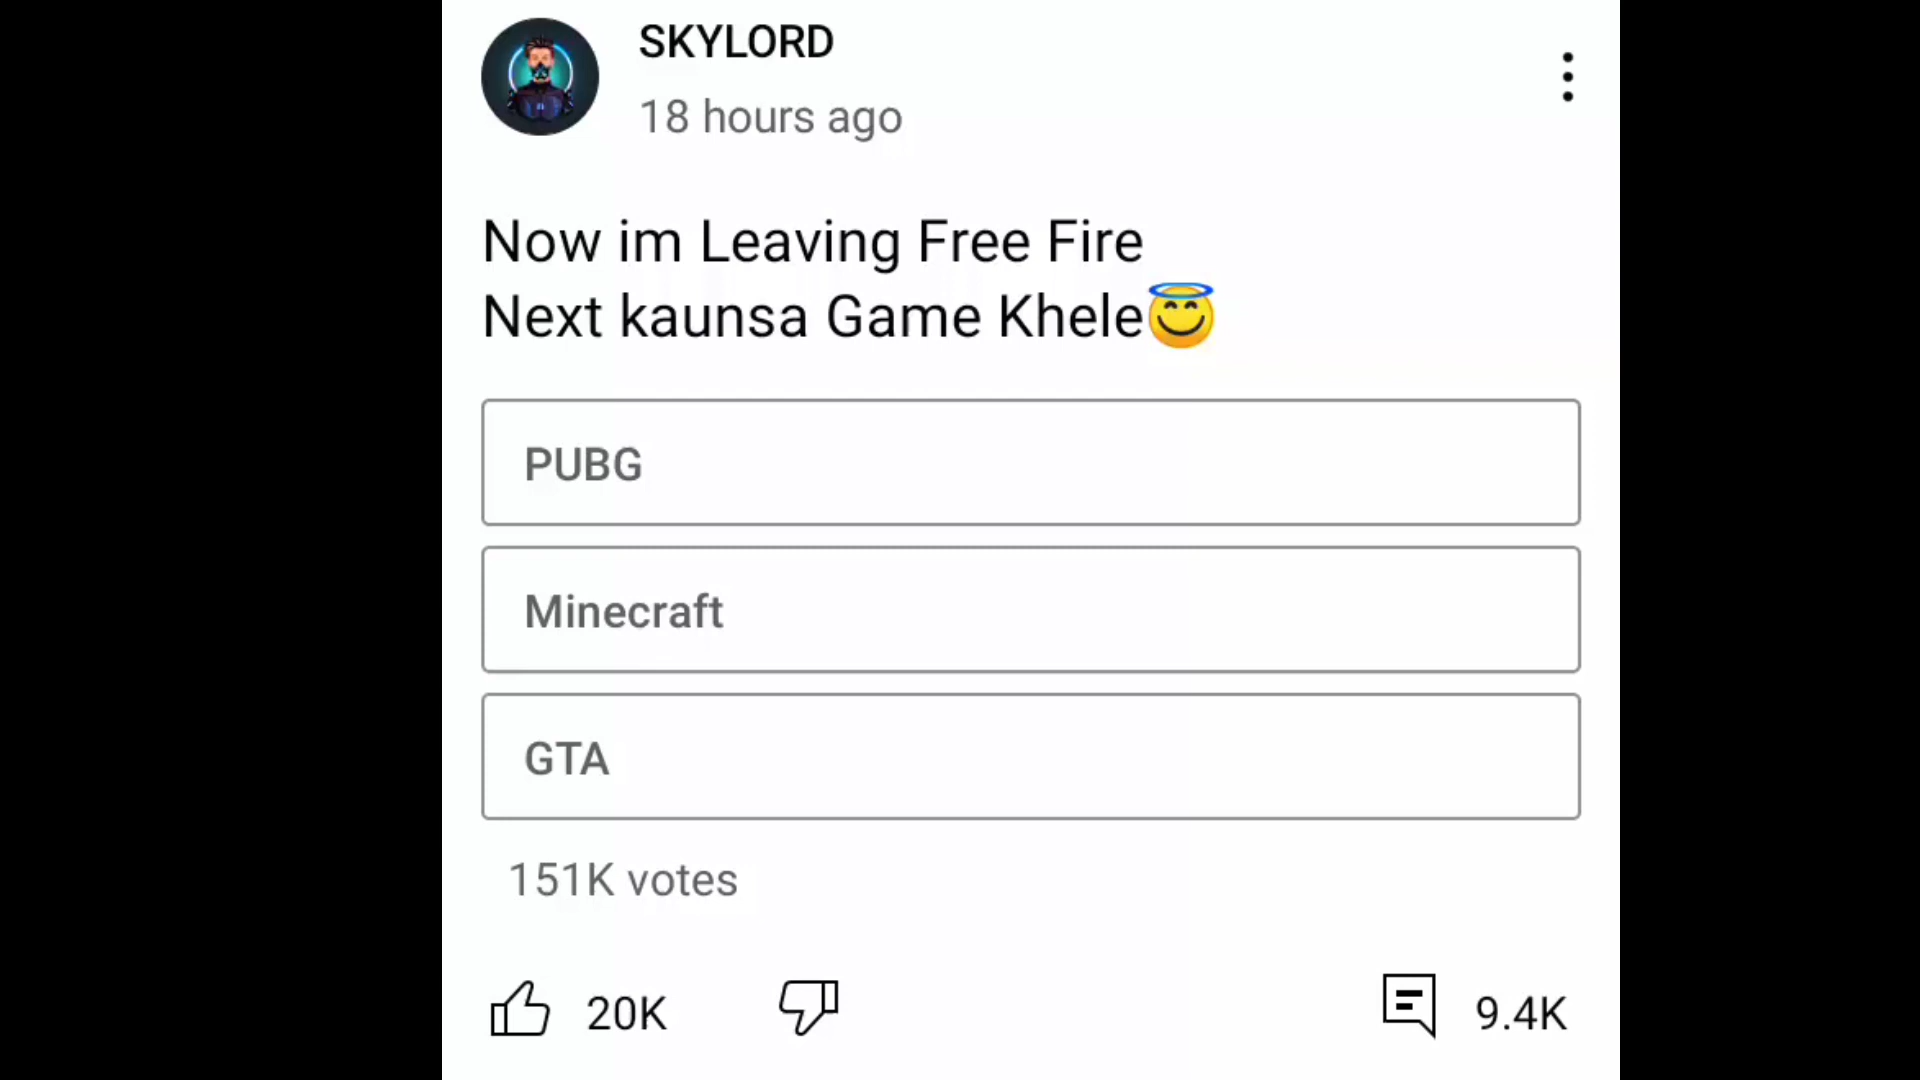 SKYLORD
18 hours ago
Now im Leaving Free Fire
Next kaunsa Game Khele😇
PUBG
Minecraft
GTA
151K votes
20K
9.4K